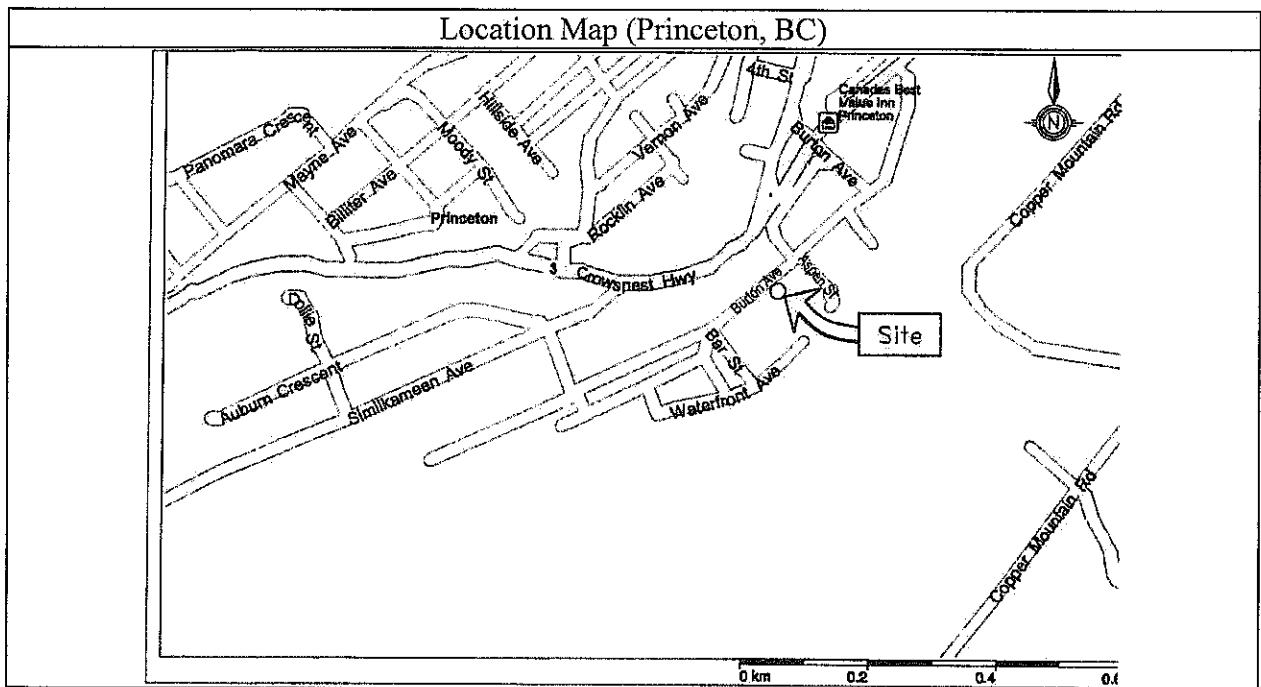 Location Map (Princeton, BC)
4th St
Canadas Best
Value Inn
Princeton
N
Copper Mountain Rd
Panomara Crescent
Mayne Ave
Hillside Ave
Moody St
Vernon Ave
Burton Ave
Billiter Ave
Princeton
Rocklin Ave
3
Crowsnest Hwy
Aspen St
Burton Ave
Dollie St
Site
Bar St
Auburn Crescent
Similkameen Ave
Waterfront Ave
Copper Mountain Rd
0 km
0.2
0.4